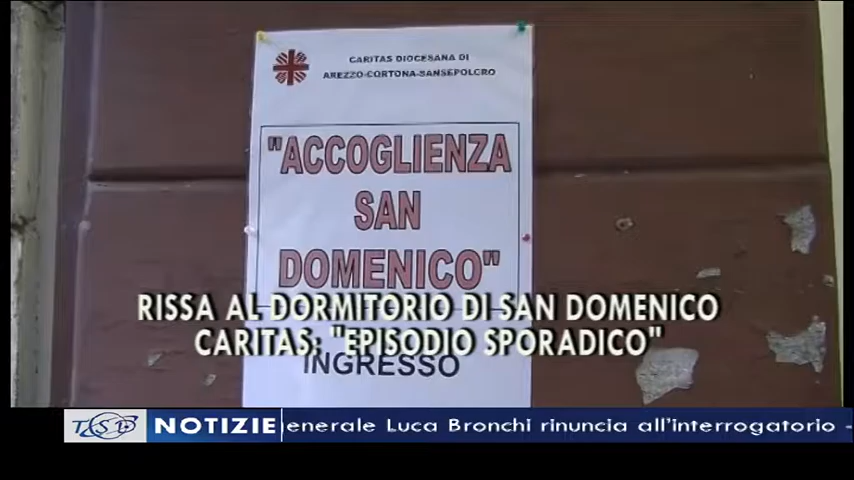 CARITAS DIOCESANA DI
AREZZO-CORTONA-SANSEPOLCRO
"ACCOGLIENZA
SAN
DOMENICO"
RISSA AL DORMITORIO DI SAN DOMENICO
CARITAS: "EPISODIO SPORADICO"
INGRESSO
TSD
NOTIZIE
enerale Luca Bronchi rinuncia all'interrogatorio -